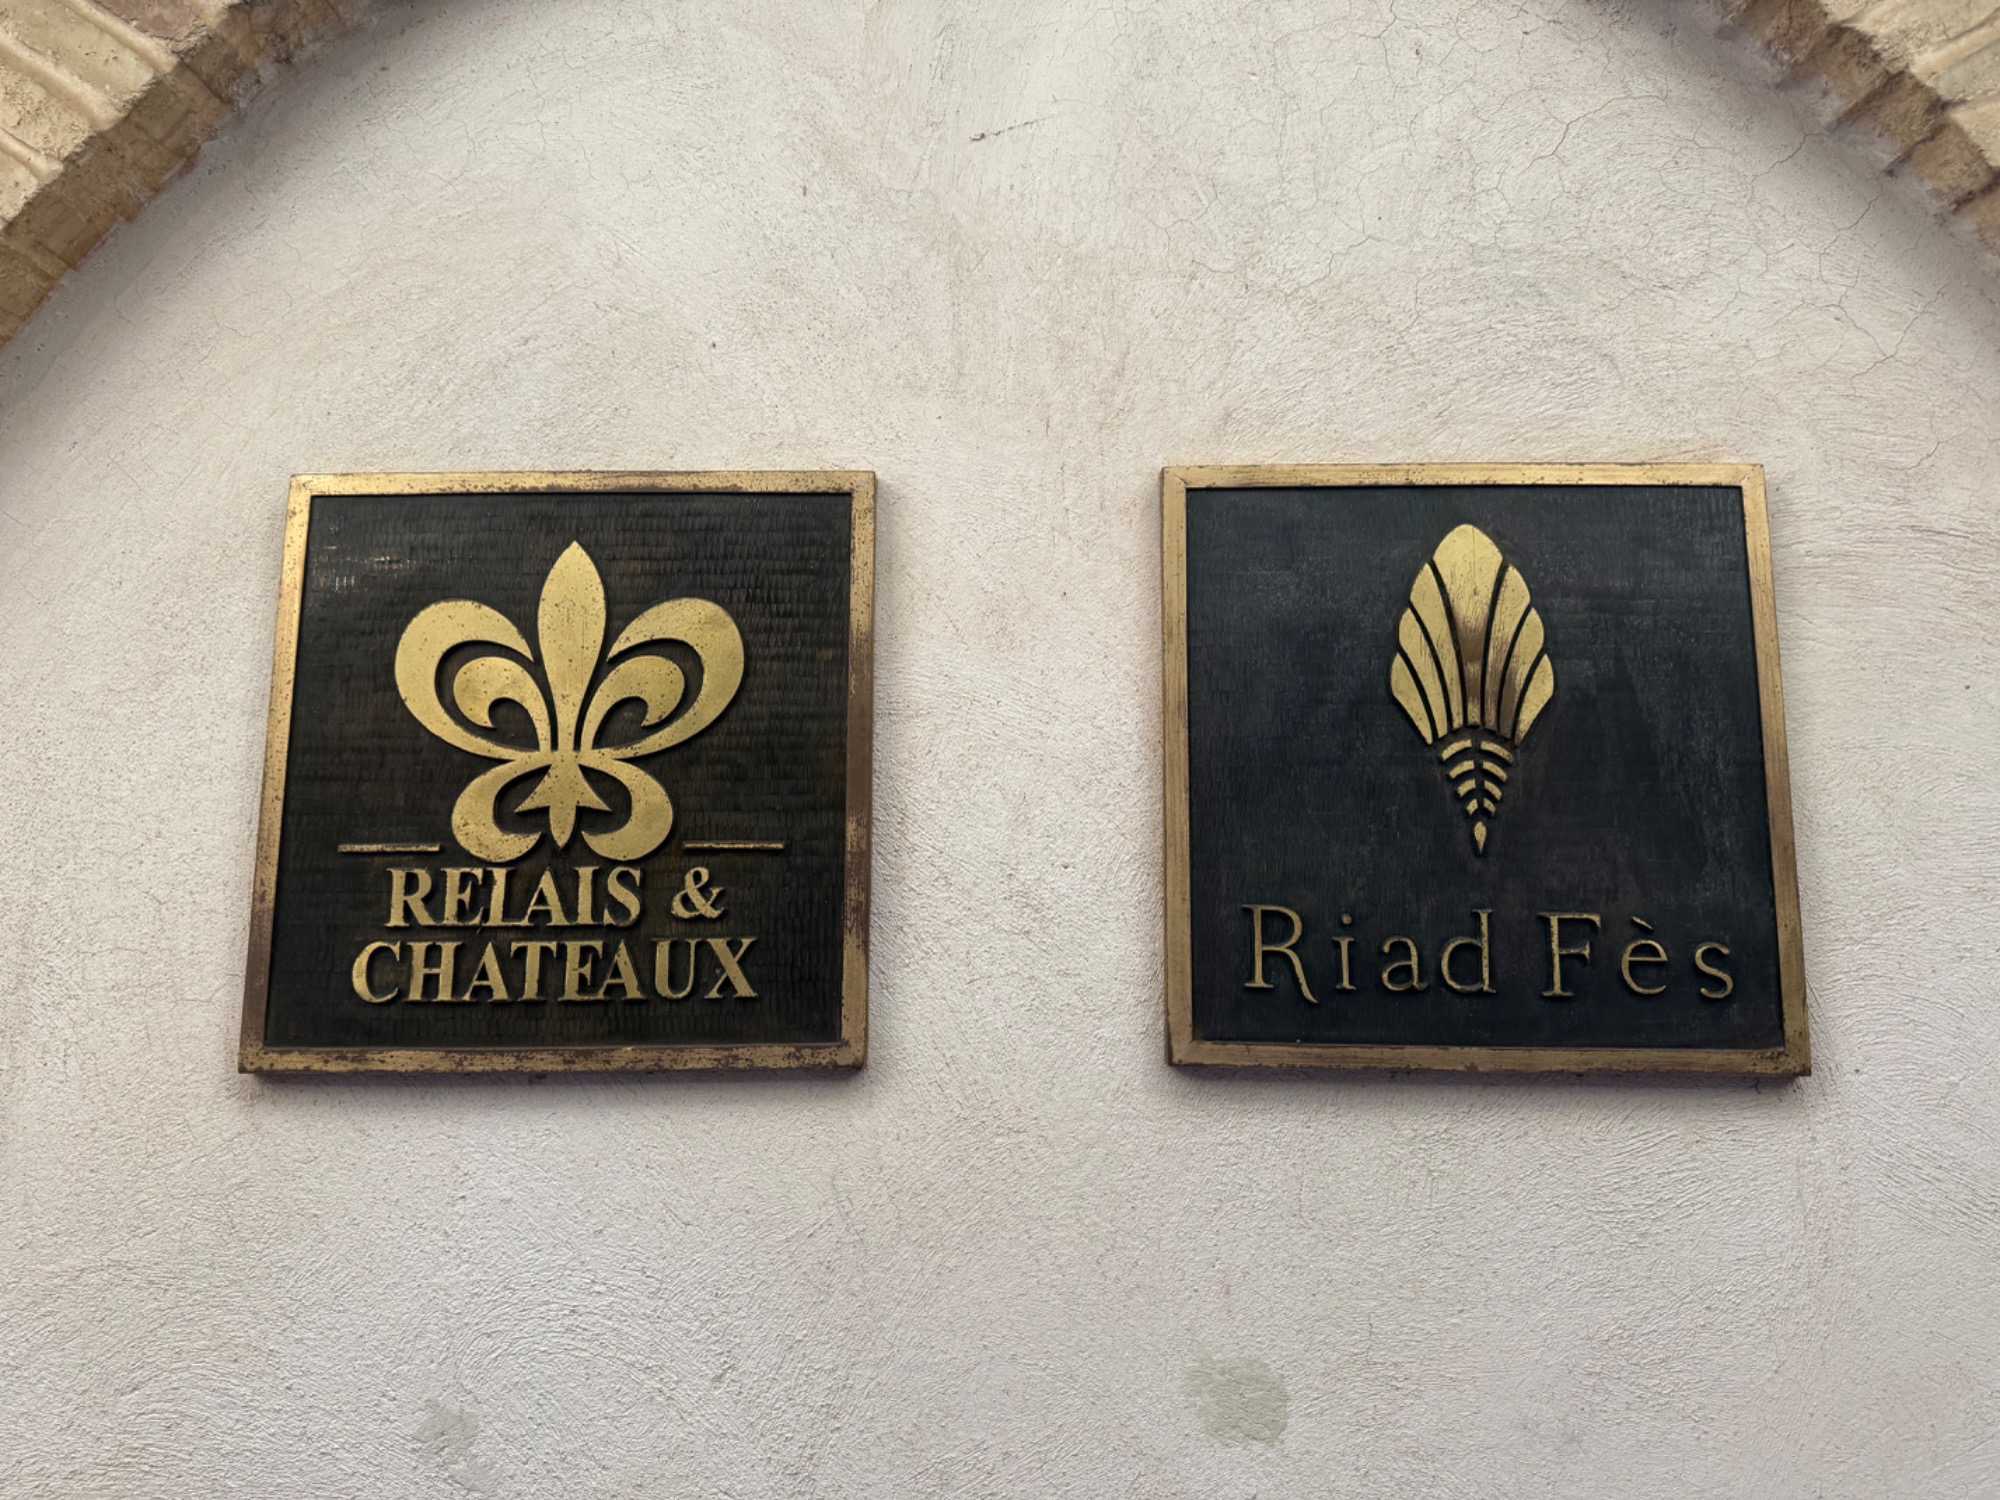 RELAIS &
CHATEAUX
Riad Fès